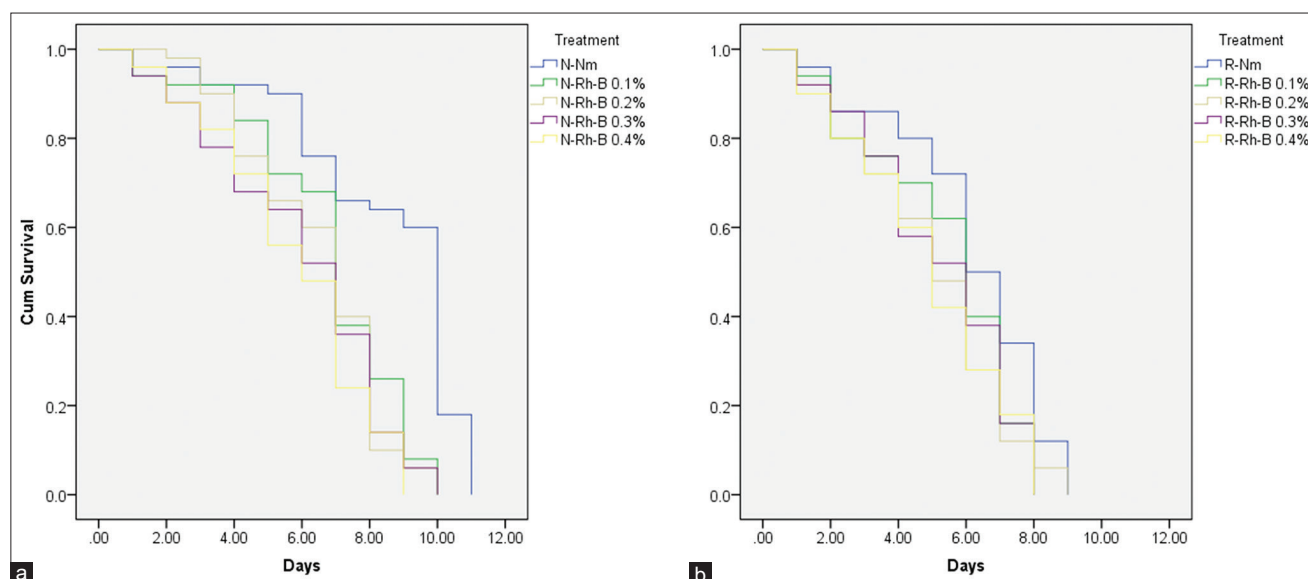 Treatment
N-Nm
N-Rh-B 0.1%
N-Rh-B 0.2%
N-Rh-B 0.3%
N-Rh-B 0.4%
1.0
0.8
0.6
0.4
0.2
0.0
Cum Survival
.00 2.00 4.00 6.00 8.00 10.00 12.00
Days
a
Treatment
R-Nm
R-Rh-B 0.1%
R-Rh-B 0.2%
R-Rh-B 0.3%
R-Rh-B 0.4%
1.0
0.8
0.6
0.4
0.2
0.0
.00 2.00 4.00 6.00 8.00 10.00 12.00
Days
b